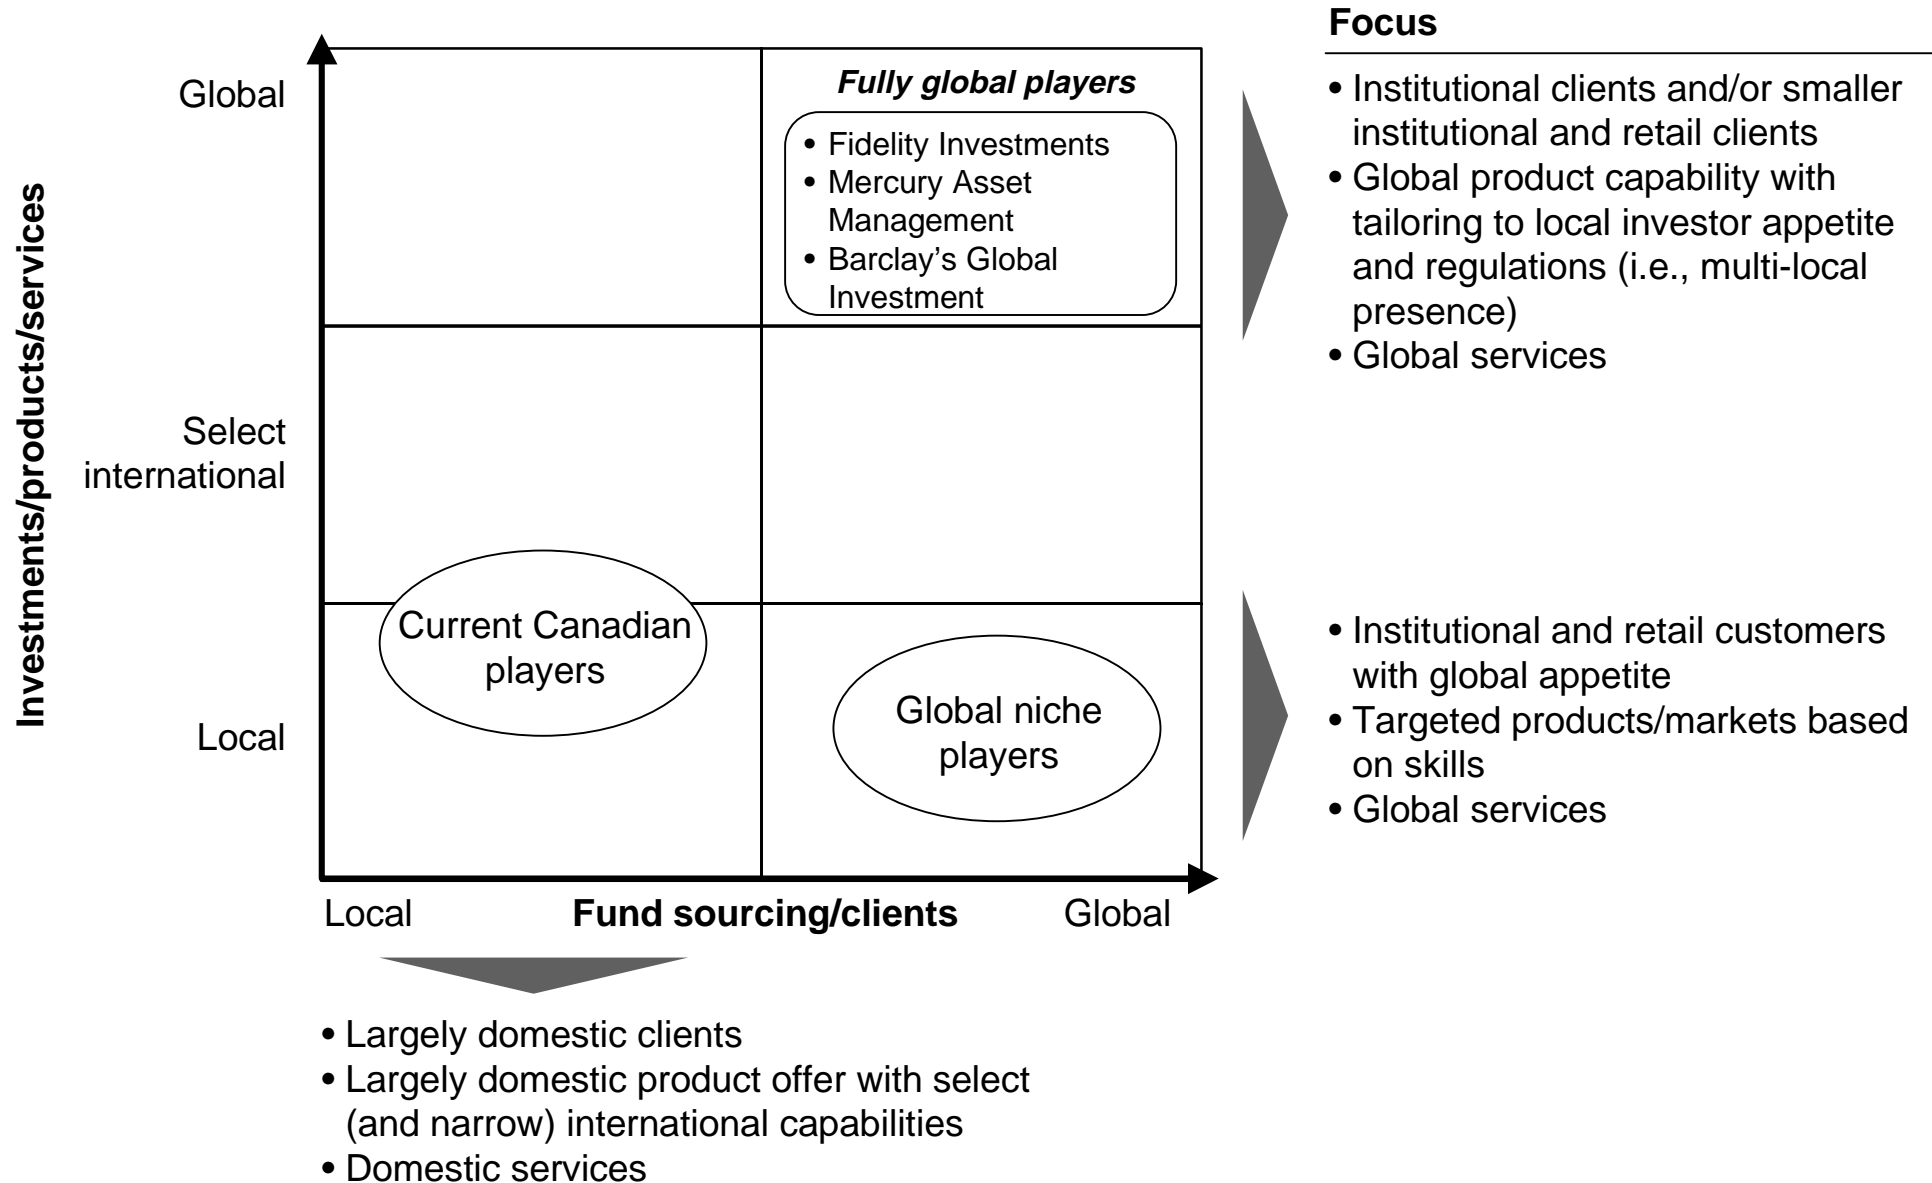 Focus
Global
Fully global players
• Fidelity Investments
• Mercury Asset
Management
• Barclay's Global
Investment
• Institutional clients and/or smaller
institutional and retail clients
• Global product capability with
tailoring to local investor appetite
and regulations (i.e., multi-local
presence)
• Global services
Investments/products/services
Select
international
Current Canadian
players
Local
Global niche
players
• Institutional and retail customers
with global appetite
• Targeted products/markets based
on skills
• Global services
Local
Fund sourcing/clients
Global
• Largely domestic clients
• Largely domestic product offer with select
(and narrow) international capabilities
• Domestic services